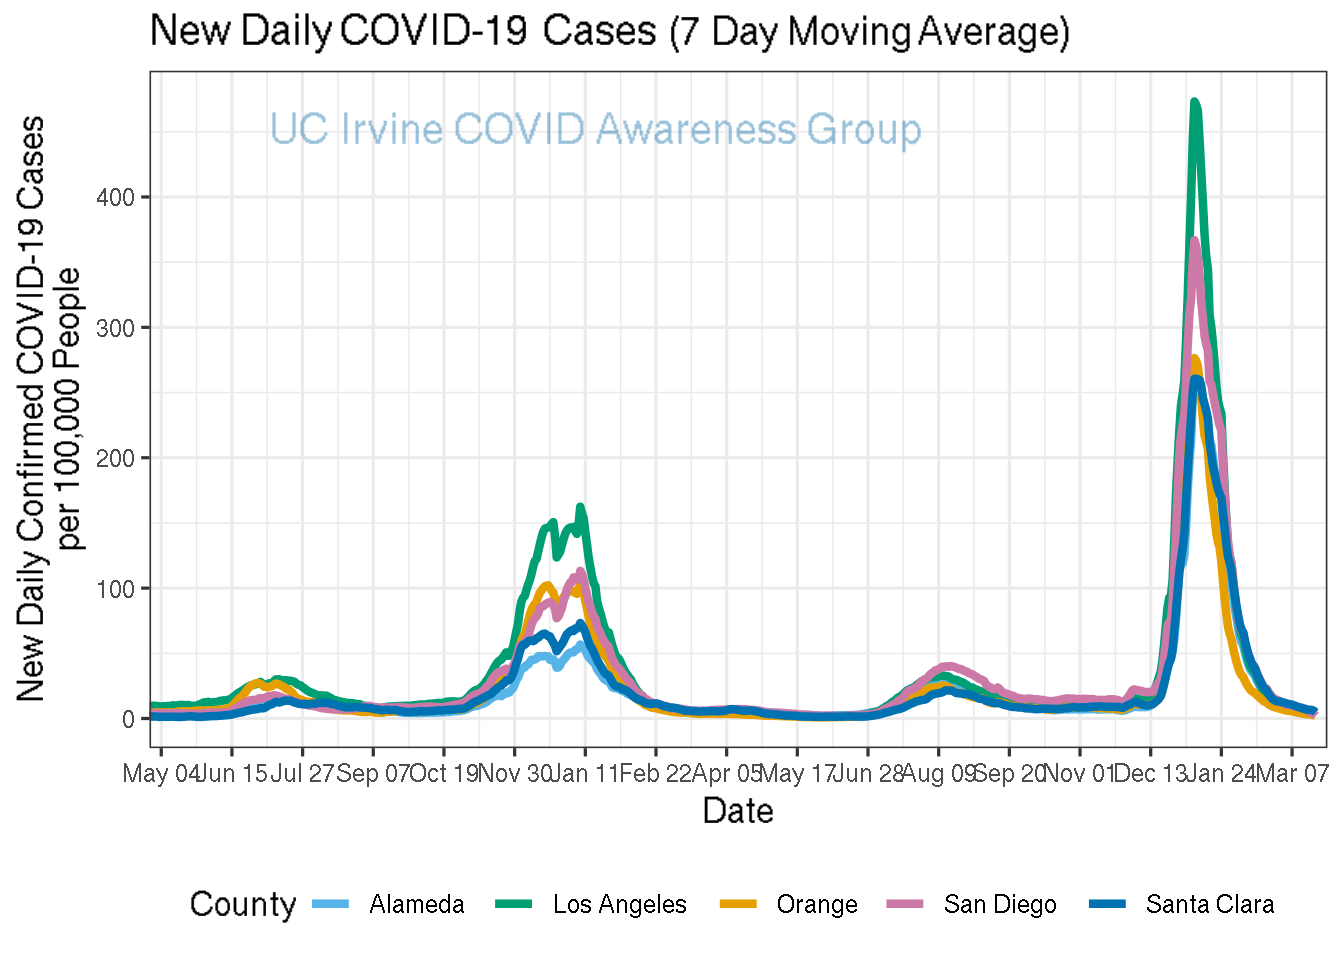 New Daily COVID-19 Cases (7 Day Moving Average)
UC Irvine COVID Awareness Group
New Daily Confirmed COVID-19 Cases
per 100,000 People
400
300
200
100
0
May 04 Jun 15 Jul 27 Sep 07 Oct 19 Nov 30 Jan 11 Feb 22 Apr 05 May 17 Jun 28 Aug 09 Sep 20 Nov 01 Dec 13 Jan 24 Mar 07
Date
County Alameda Los Angeles Orange San Diego Santa Clara